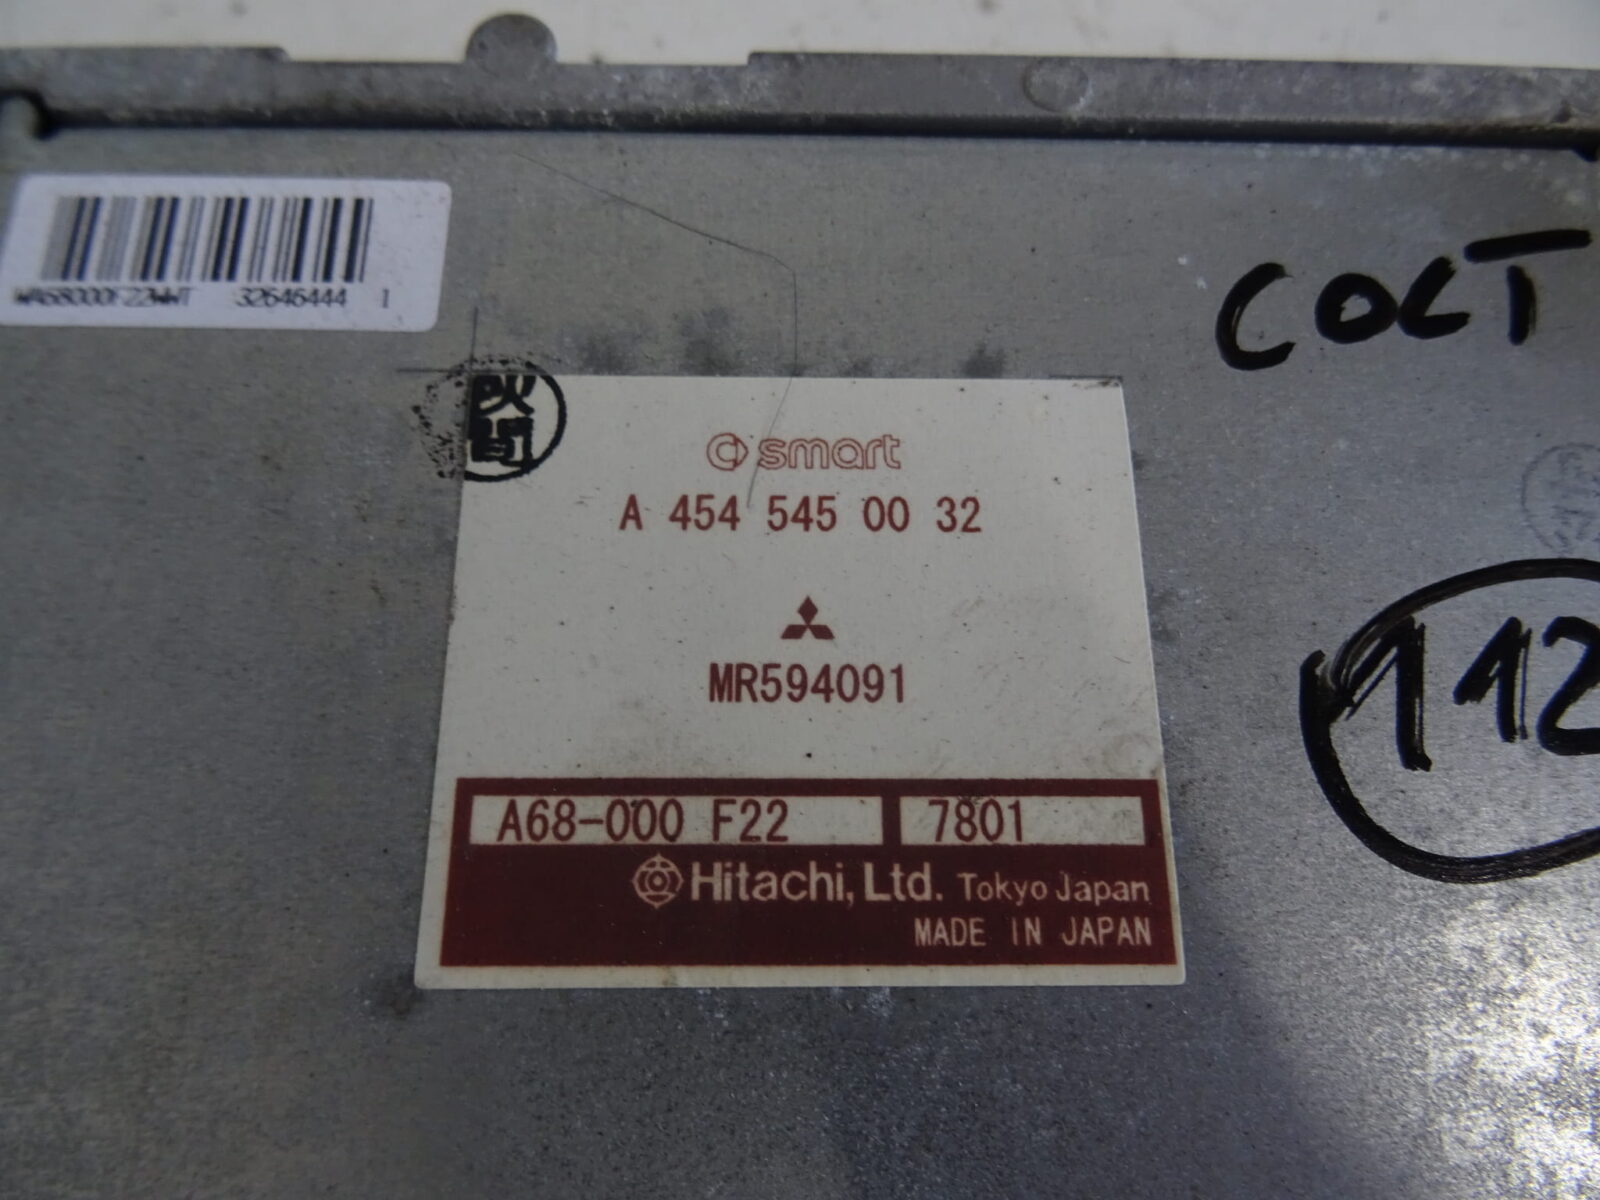 32646444 1
COLT
smart
A 454 545 00 32
MR594091
112
A68-000 F22
7801
Hitachi, Ltd. Tokyo Japan
MADE IN JAPAN